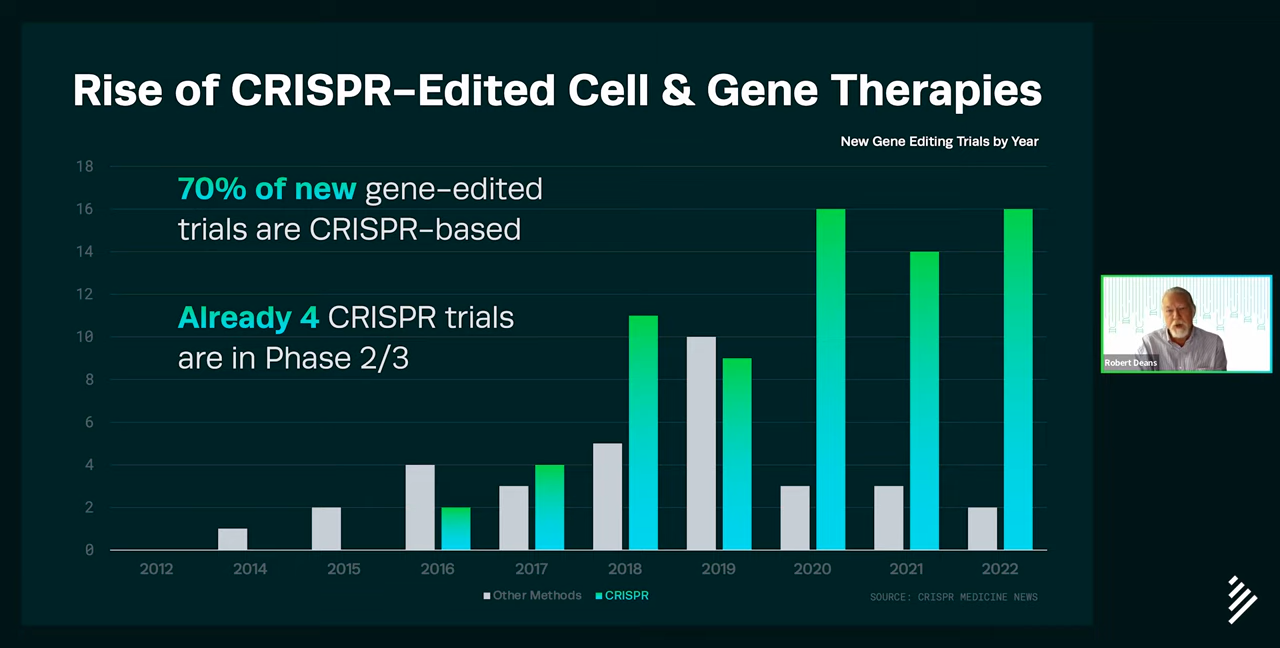 Rise of CRISPR-Edited Cell & Gene Therapies
New Gene Editing Trials by Year
70% of new gene-edited
trials are CRISPR-based
Already 4 CRISPR trials
are in Phase 2/3
18
16
14
12
10
8
6
4
2
0
2012 2014 2015 2016 2017 2018 2019 2020 2021 2022
Other Methods CRISPR
SOURCE: CRISPR MEDICINE NEWS
Robert Deans